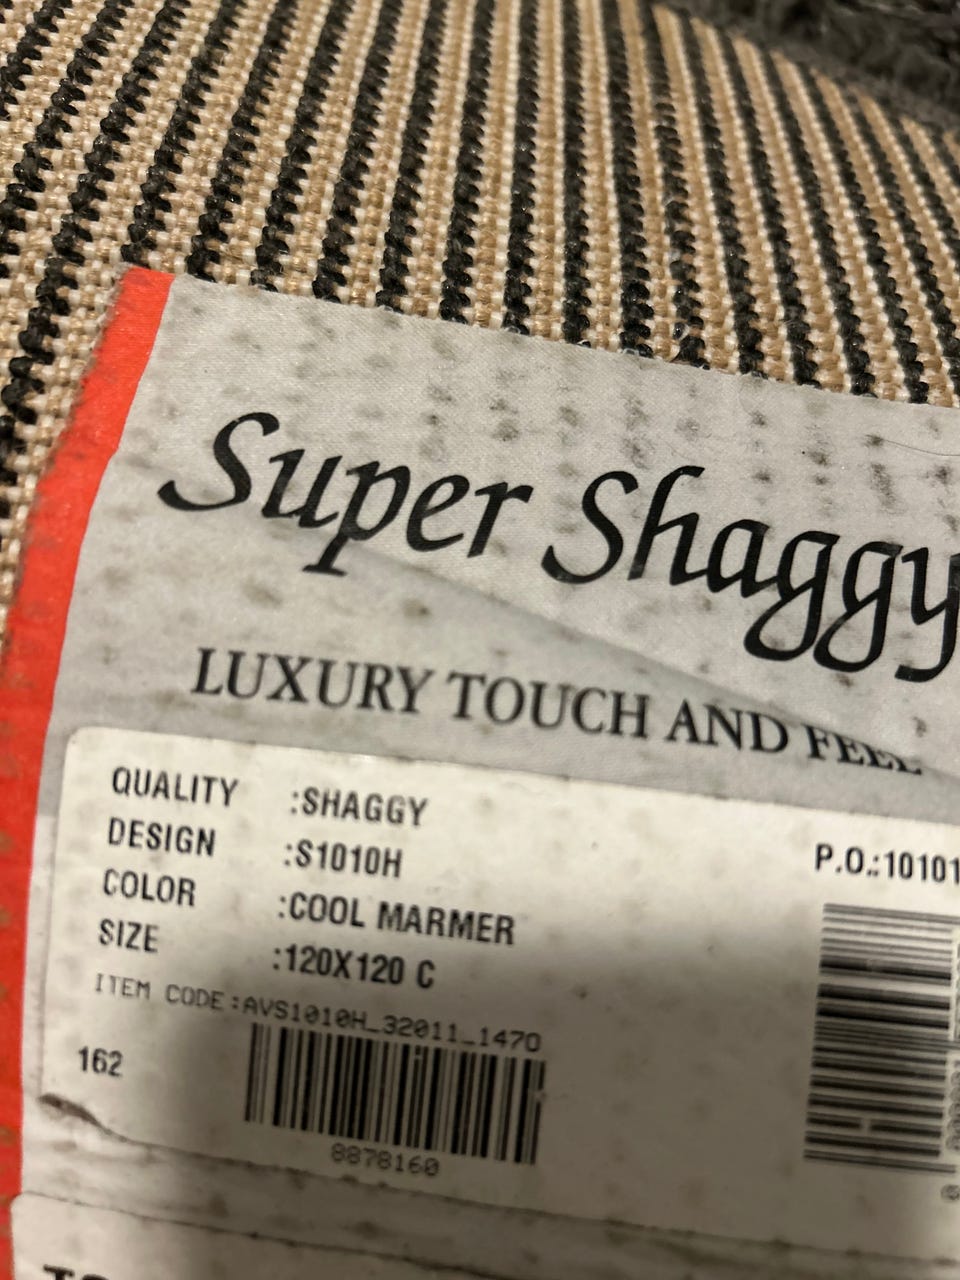 Super Shaggy
LUXURY TOUCH AND FEEL
QUALITY :SHAGGY
DESIGN :S1010H
COLOR :COOL MARMER
SIZE :120X120 C
P.O.:10101
ITEM CODE:AVS1010H_32011_1470
162
8878160